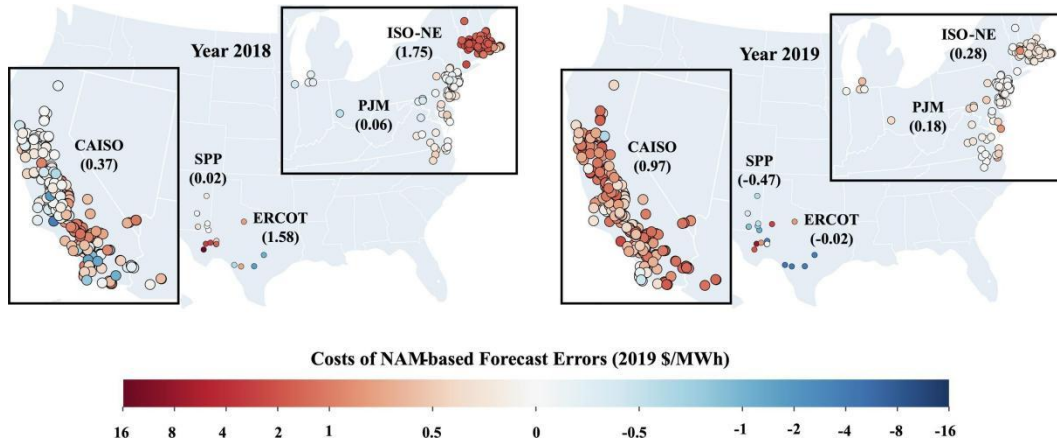 Year 2018
ISO-NE
(1.75)
PJM
(0.06)
CAISO
(0.37)
SPP
(0.02)
ERCOT
(1.58)
Year 2019
ISO-NE
(0.28)
PJM
(0.18)
CAISO
(0.97)
SPP
(-0.47)
ERCOT
(-0.02)
Costs of NAM-based Forecast Errors (2019 $/MWh)
16 8 4 2 1 0.5 0 -0.5 -1 -2 -4 -8 -16